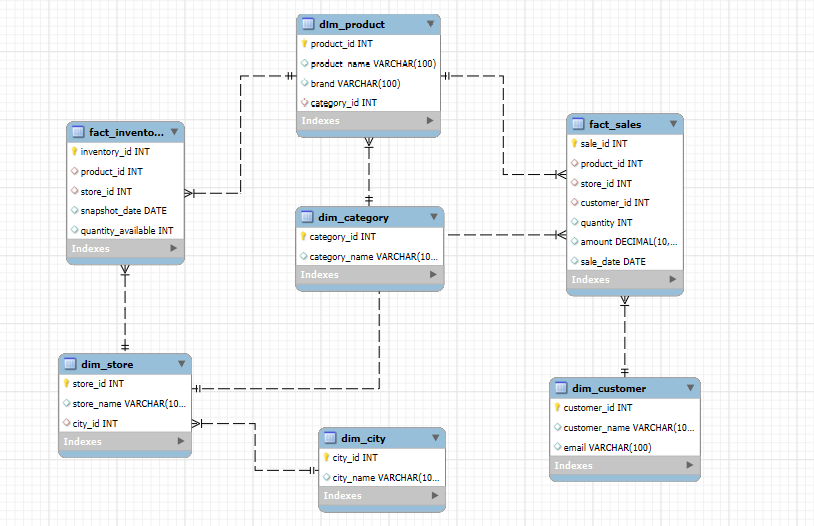 dim_product
product_id INT
product_name VARCHAR(100)
brand VARCHAR(100)
category_id INT
Indexes
fact_invento...
inventory_id INT
product_id INT
store_id INT
snapshot_date DATE
quantity_available INT
Indexes
fact_sales
sale_id INT
product_id INT
store_id INT
customer_id INT
quantity INT
amount DECIMAL(10,...
sale_date DATE
Indexes
dim_category
category_id INT
category_name VARCHAR(10...
Indexes
dim_store
store_id INT
store_name VARCHAR(10...
city_id INT
Indexes
dim_customer
customer_id INT
customer_name VARCHAR(10...
email VARCHAR(100)
Indexes
dim_city
city_id INT
city_name VARCHAR(10...
Indexes